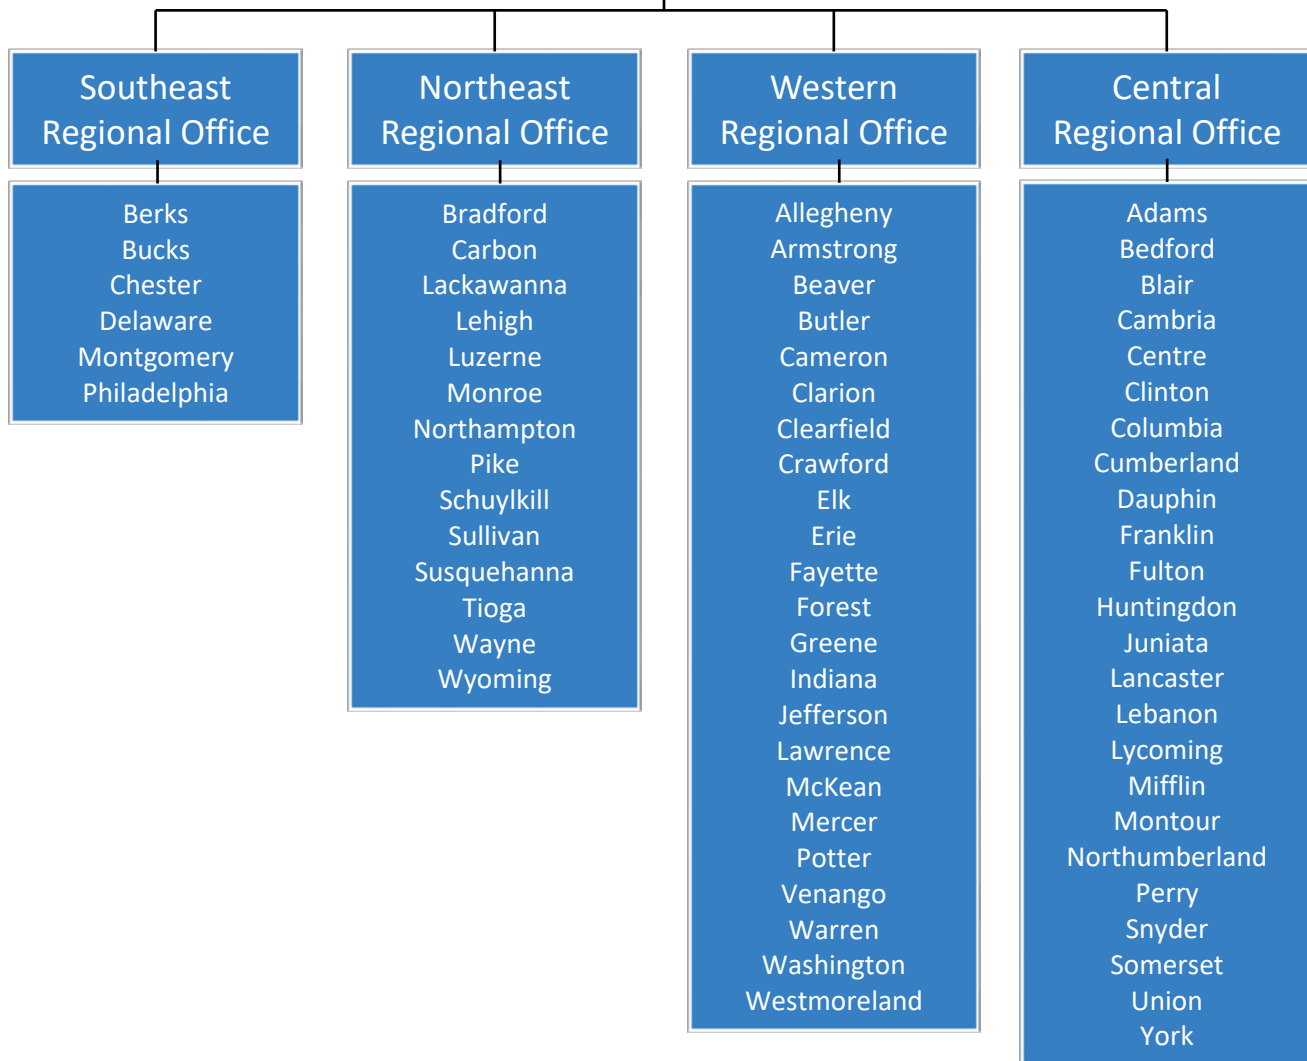 Southeast
Regional Office
Berks
Bucks
Chester
Delaware
Montgomery
Philadelphia
Northeast
Regional Office
Bradford
Carbon
Lackawanna
Lehigh
Luzerne
Monroe
Northampton
Pike
Schuylkill
Sullivan
Susquehanna
Tioga
Wayne
Wyoming
Western
Regional Office
Allegheny
Armstrong
Beaver
Butler
Cameron
Clarion
Clearfield
Crawford
Elk
Erie
Fayette
Forest
Greene
Indiana
Jefferson
Lawrence
McKean
Mercer
Potter
Venango
Warren
Washington
Westmoreland
Central
Regional Office
Adams
Bedford
Blair
Cambria
Centre
Clinton
Columbia
Cumberland
Dauphin
Franklin
Fulton
Huntingdon
Juniata
Lancaster
Lebanon
Lycoming
Mifflin
Montour
Northumberland
Perry
Snyder
Somerset
Union
York